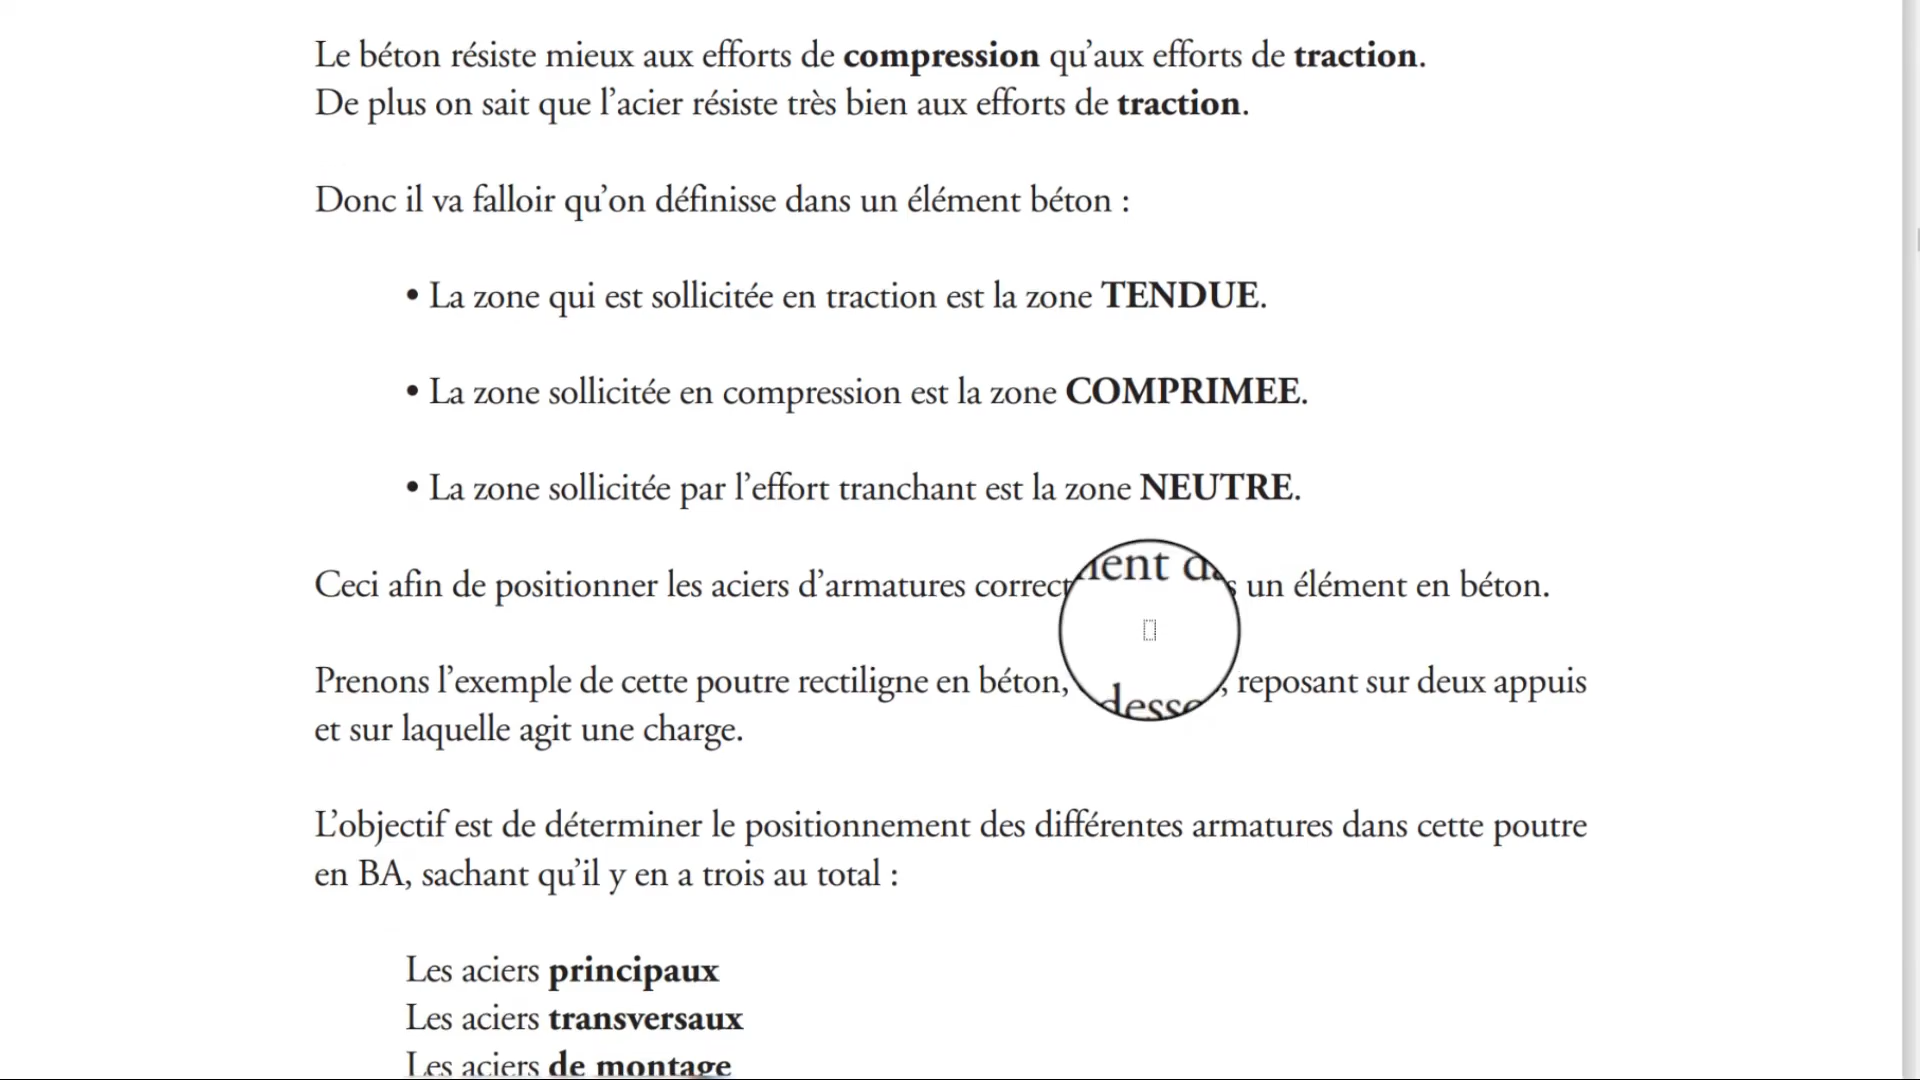 Le béton résiste mieux aux efforts de compression qu’aux efforts de traction.
De plus on sait que l’acier résiste très bien aux efforts de traction.
Donc il va falloir qu’on définisse dans un élément béton :
• La zone qui est sollicitée en traction est la zone TENDUE.
• La zone sollicitée en compression est la zone COMPRIMEE.
• La zone sollicitée par l’effort tranchant est la zone NEUTRE.
Ceci afin de positionner les aciers d’armatures un élément en béton.
Prenons l’exemple de cette poutre rectiligne en béton, reposant sur deux appuis
et sur laquelle agit une charge.
L’objectif est de déterminer le positionnement des différentes armatures dans cette poutre
en BA, sachant qu’il y en a trois au total :
Les aciers principaux
Les aciers transversaux
Les aciers de montage